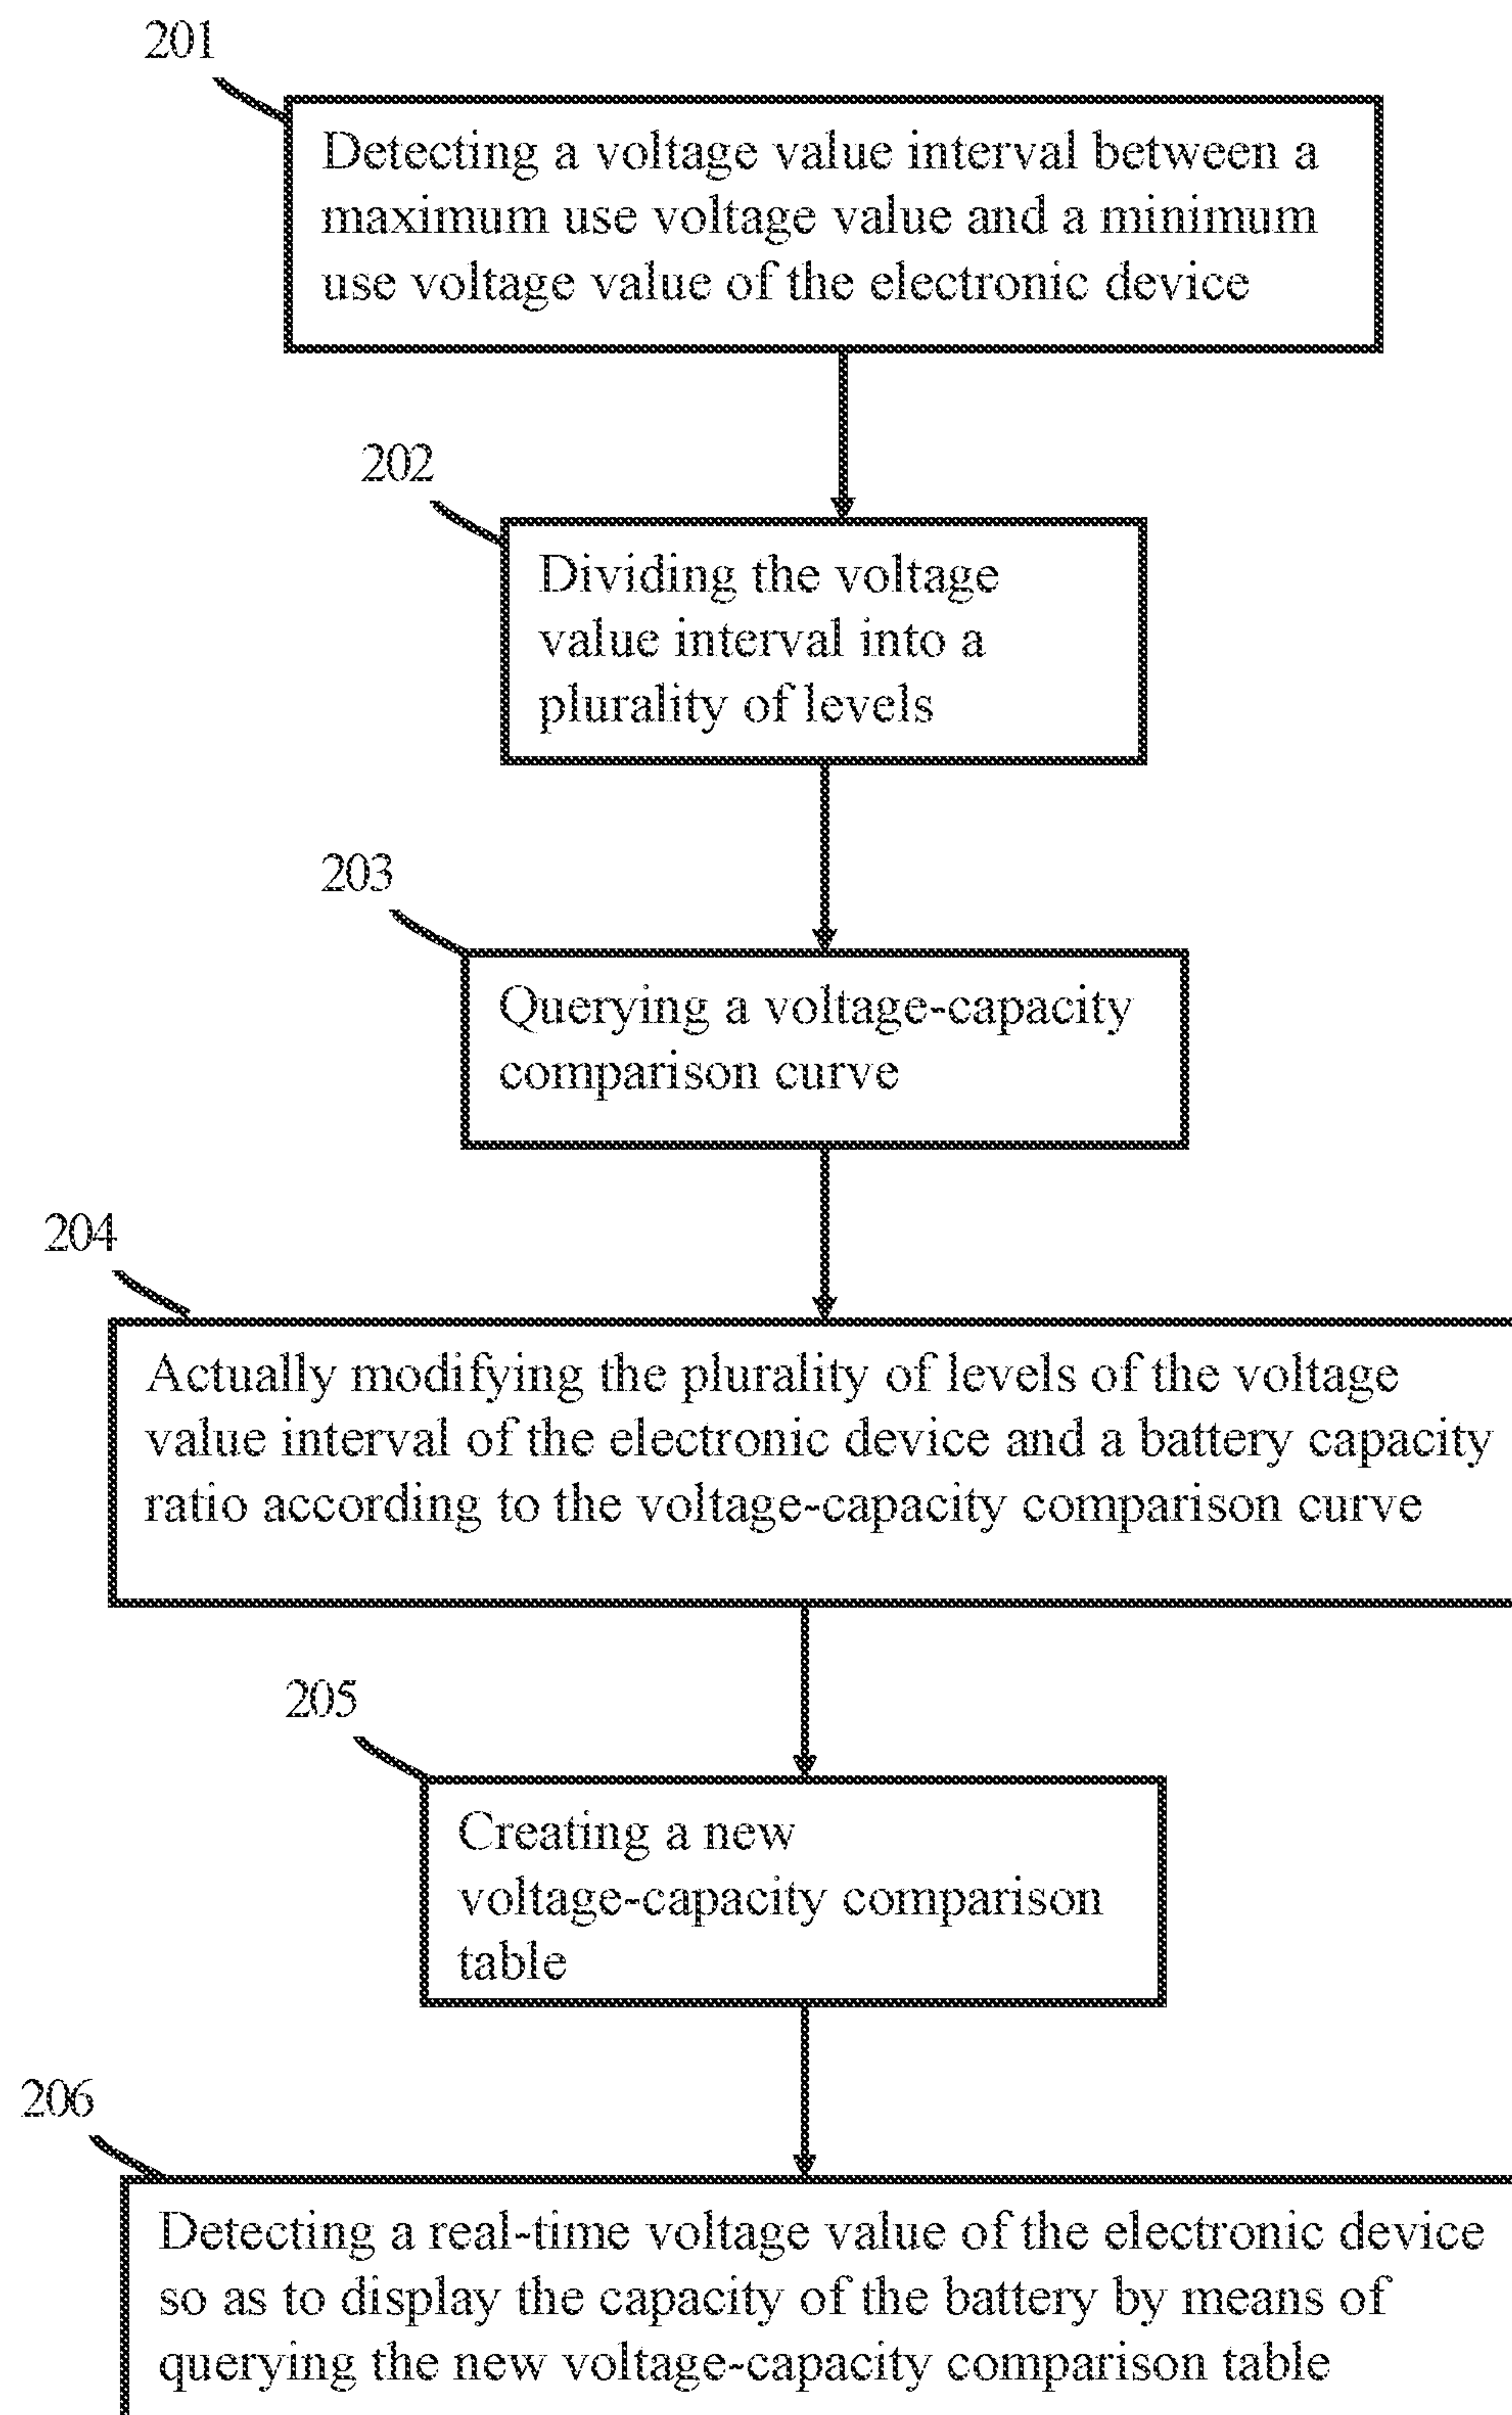 201
Detecting a voltage value interval between a
maximum use voltage value and a minimum
use voltage value of the electronic device
202
Dividing the voltage
value interval into a
plurality of levels
203
Querying a voltage-capacity
comparison curve
204
Actually modifying the plurality of levels of the voltage
value interval of the electronic device and a battery capacity
ratio according to the voltage-capacity comparison curve
205
Creating a new
voltage-capacity comparison
table
206
Detecting a real-time voltage value of the electronic device
so as to display the capacity of the battery by means of
querying the new voltage-capacity comparison table